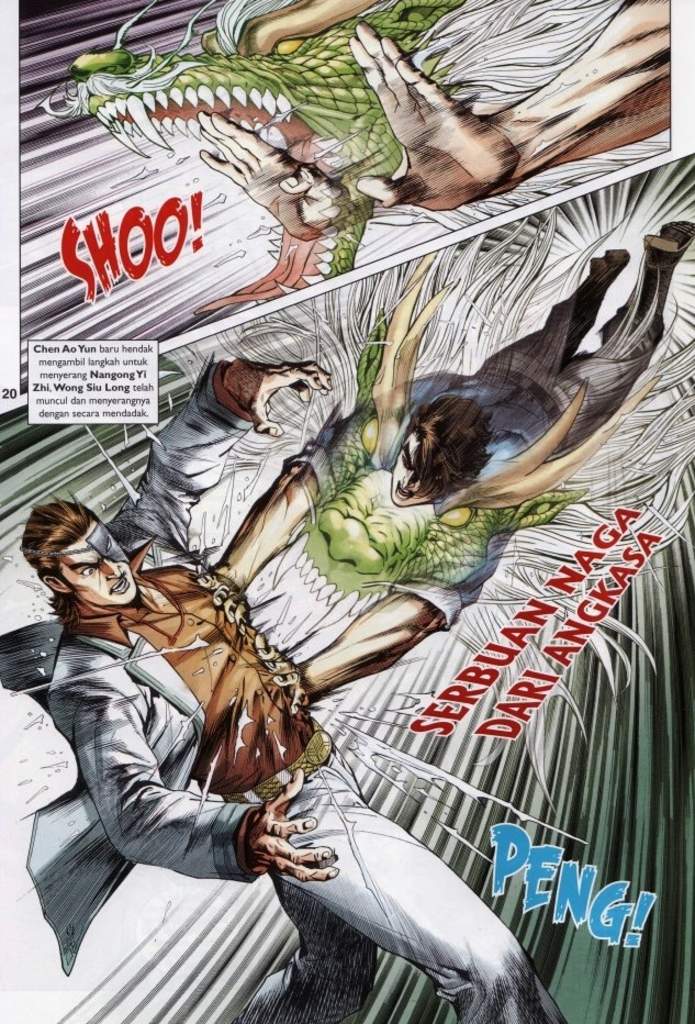 SHOO!
Chen Ao Yun baru hendak
mengambil langkah untuk
menyerang Nangong Yi
Zhi, Wong Siu Long telah
muncul dan menyerangnya
dengan secara mendadak.
20
SERBUAN NAGA
DARI ANGKASA
PENG!